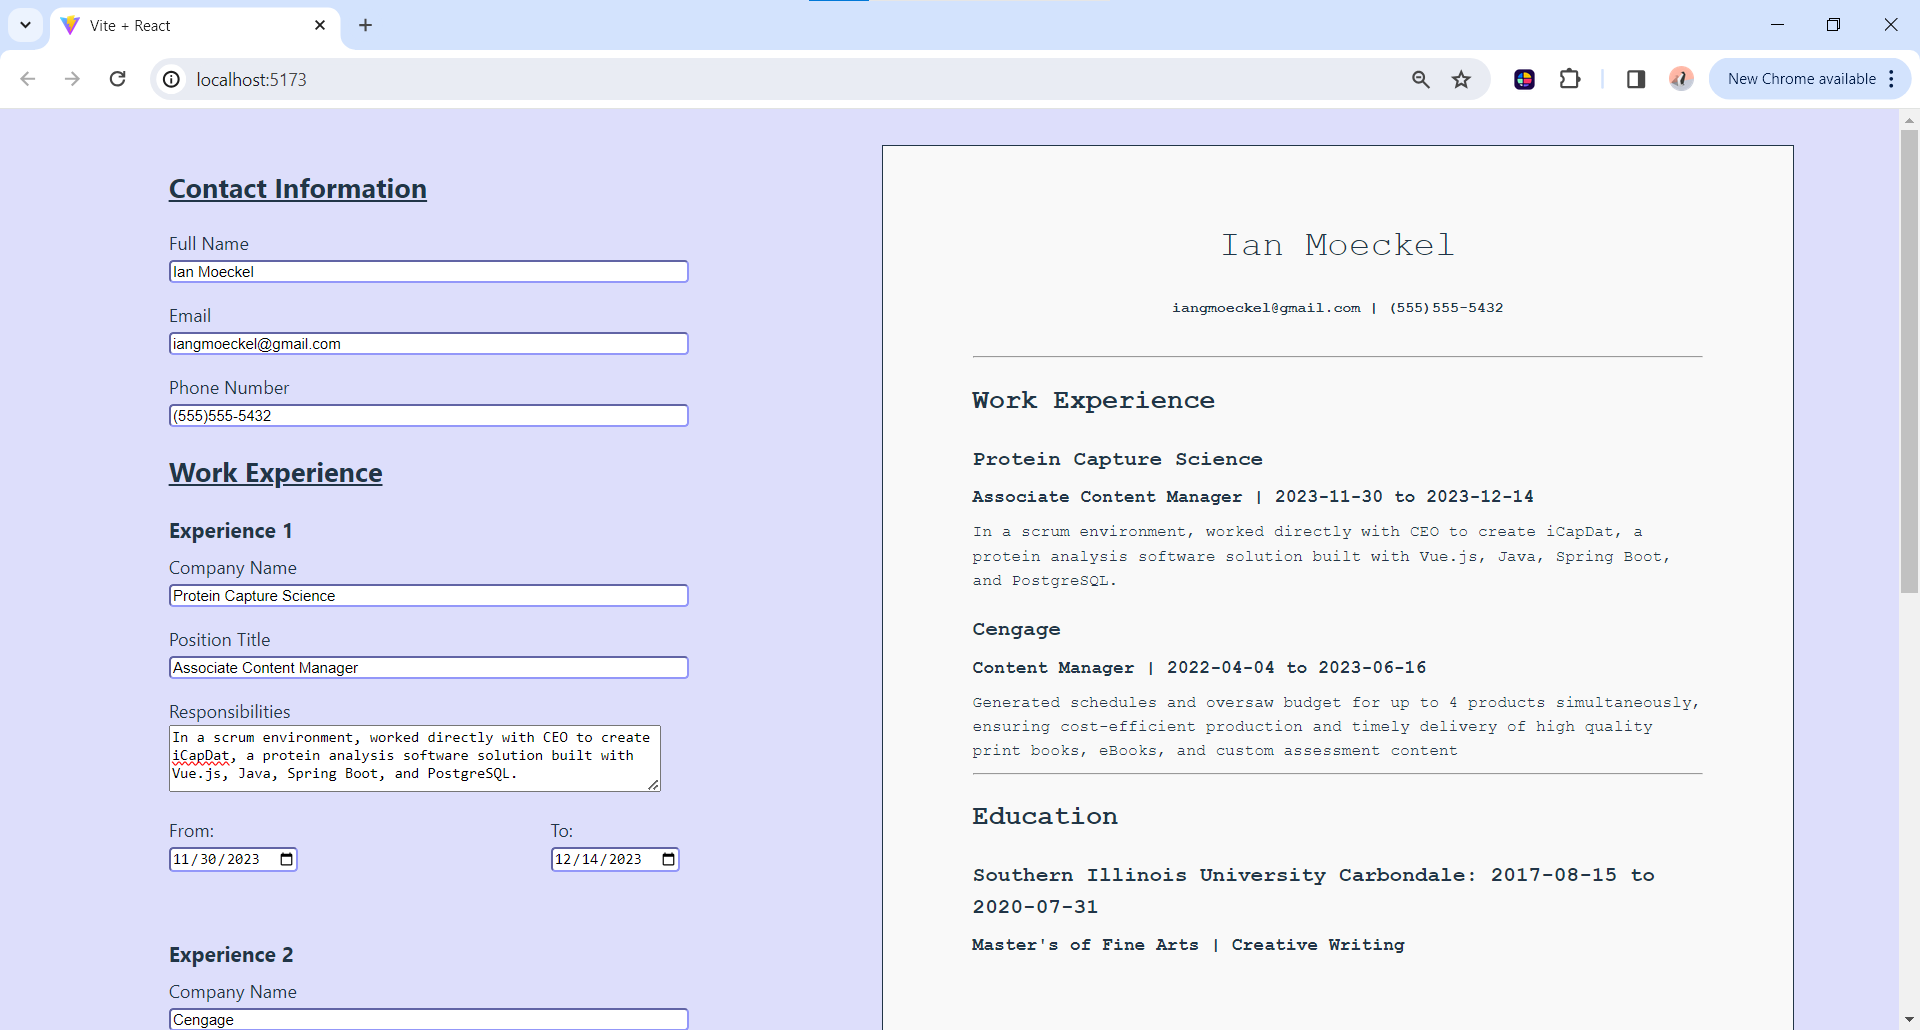 Vite + React
localhost:5173
New Chrome available
Contact Information
Full Name
Ian Moeckel
Email
iangmoeckel@gmail.com
Phone Number
(555)555-5432
Work Experience
Experience 1
Company Name
Protein Capture Science
Position Title
Associate Content Manager
Responsibilities
In a scrum environment, worked directly with CEO to create
iCapDat, a protein analysis software solution built with
Vue.js, Java, Spring Boot, and PostgreSQL.
From: To:
11/30/2023 12/14/2023
Experience 2
Company Name
Cengage
Ian Moeckel
iangmoeckel@gmail.com | (555)555-5432
Work Experience
Protein Capture Science
Associate Content Manager | 2023-11-30 to 2023-12-14
In a scrum environment, worked directly with CEO to create iCapDat, a
protein analysis software solution built with Vue.js, Java, Spring Boot,
and PostgreSQL.
Cengage
Content Manager | 2022-04-04 to 2023-06-16
Generated schedules and oversaw budget for up to 4 products simultaneously,
ensuring cost-efficient production and timely delivery of high quality
print books, eBooks, and custom assessment content
Education
Southern Illinois University Carbondale: 2017-08-15 to
2020-07-31
Master's of Fine Arts | Creative Writing